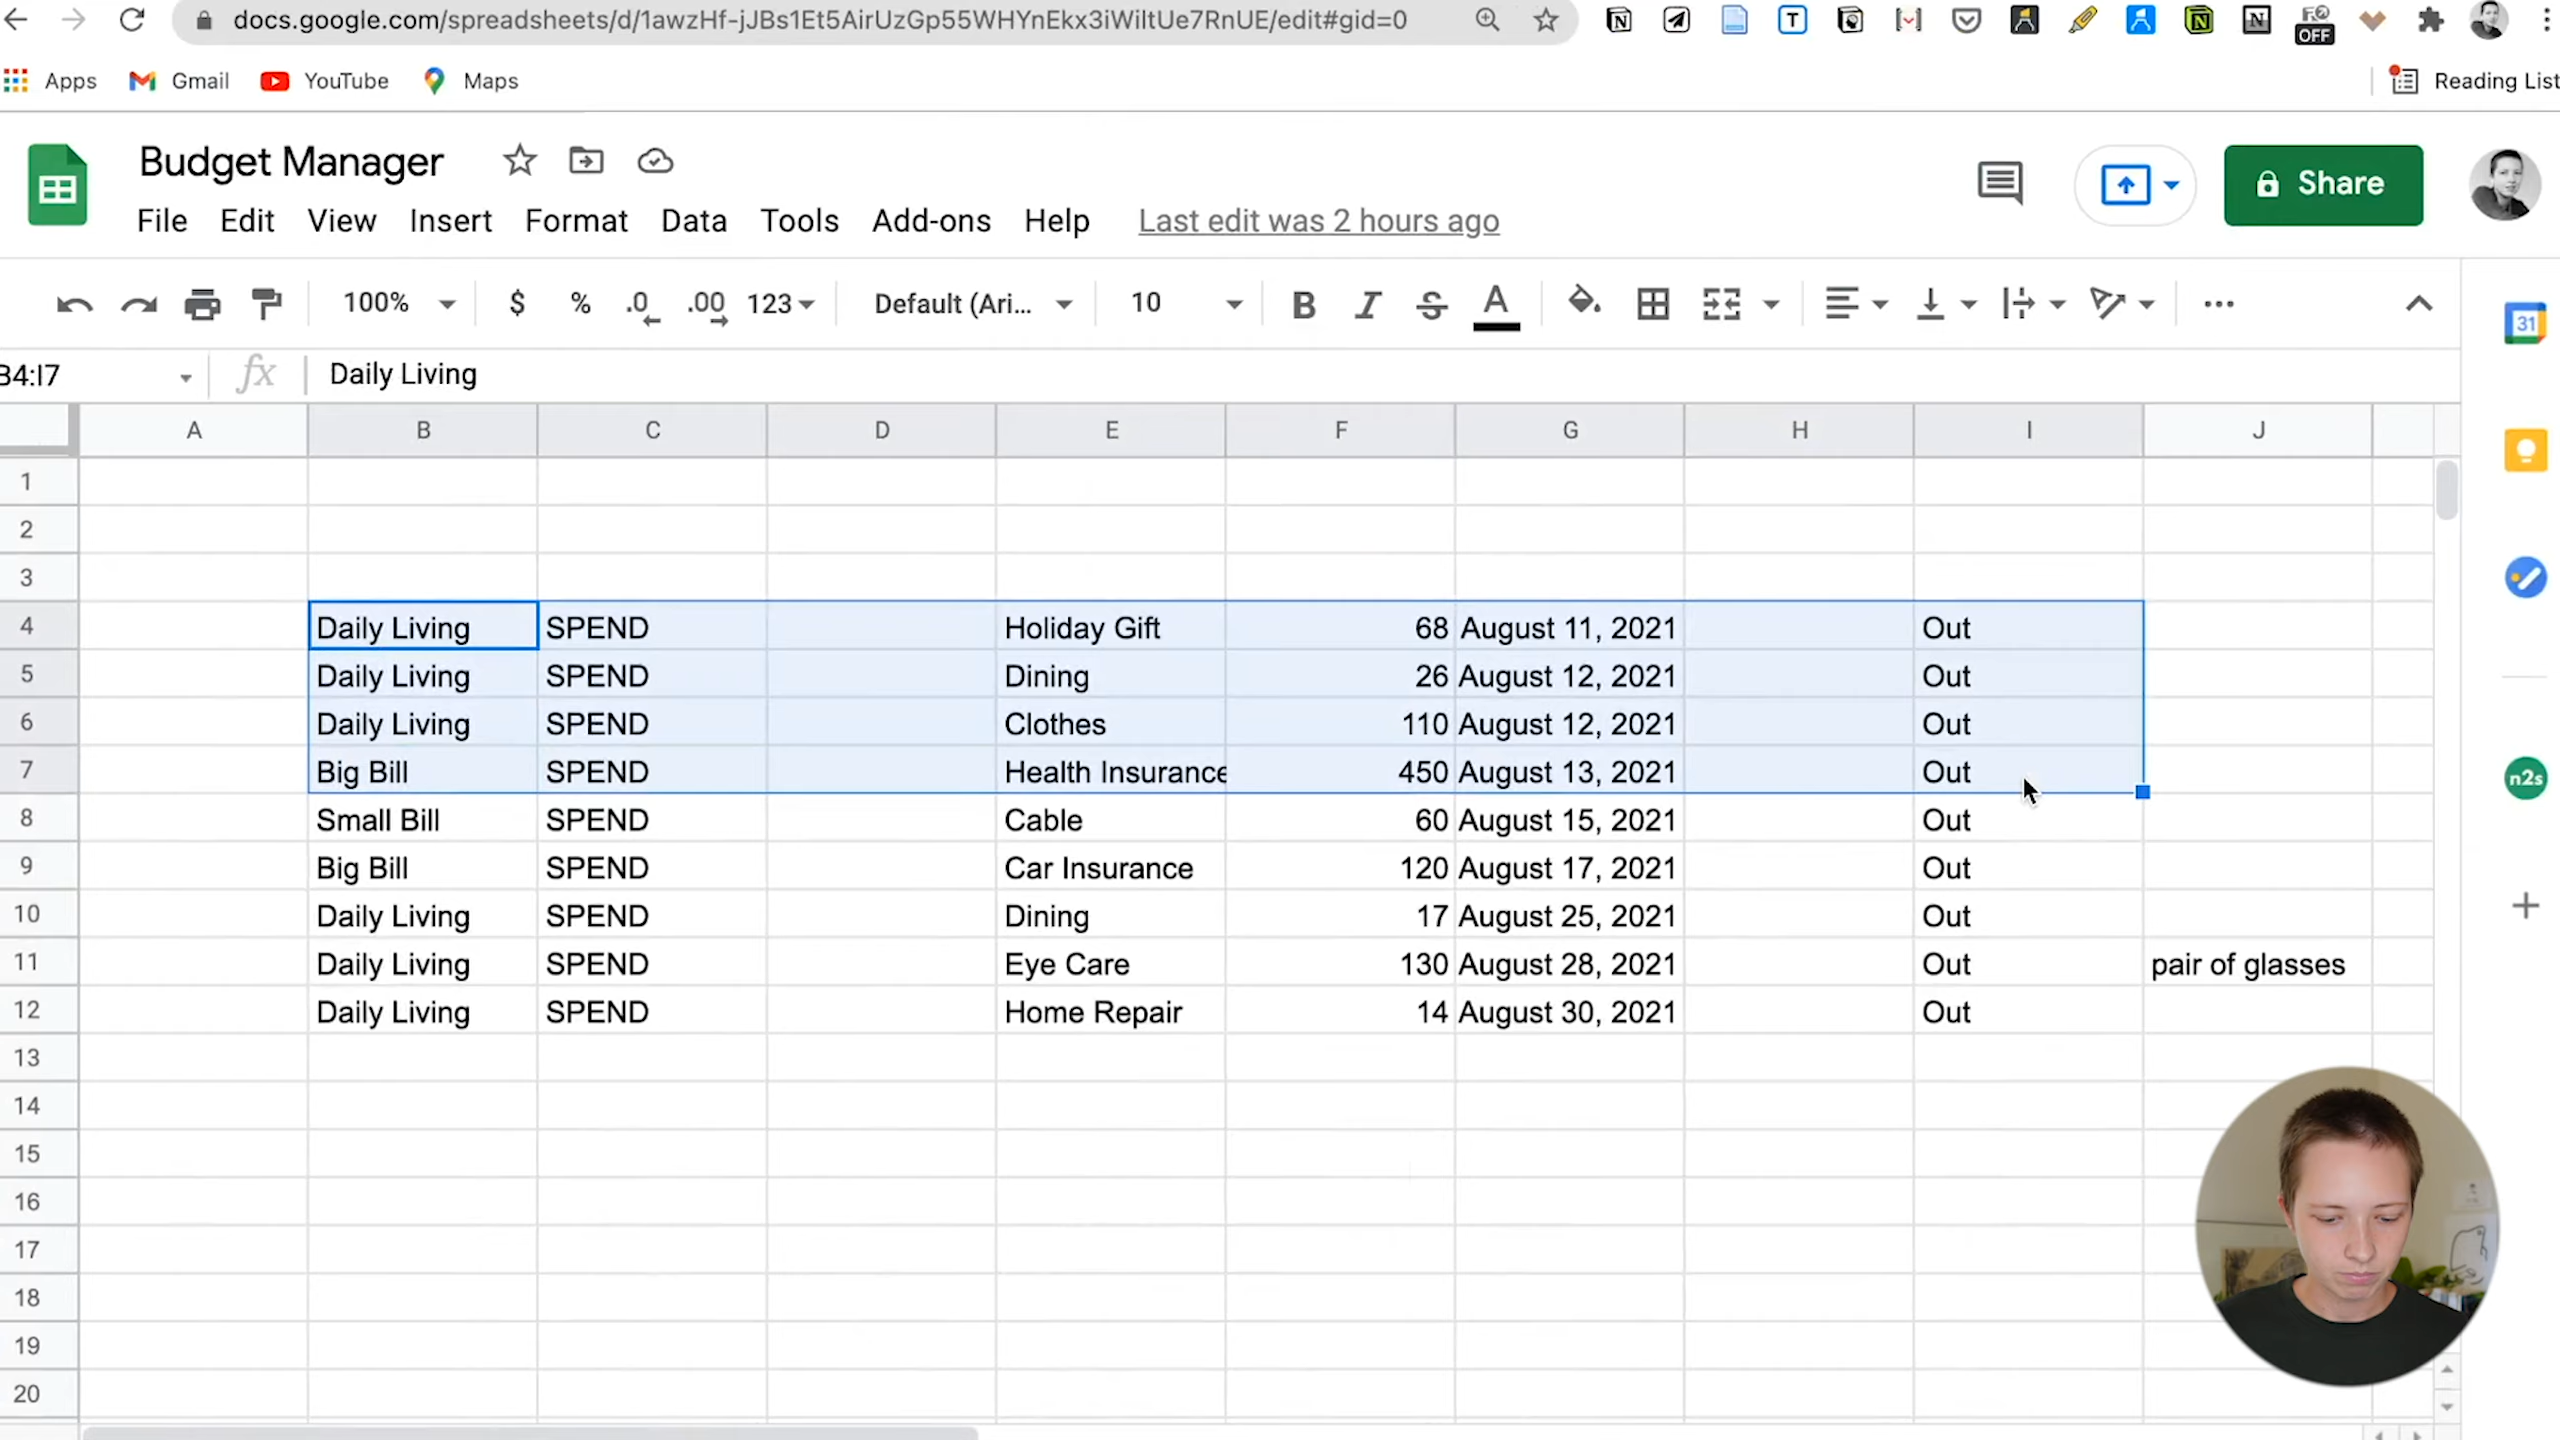 docs.google.com/spreadsheets/d/1awzHf-jJBs1Et5AirUzGp55WHYnEkx3iWiltUe7RnUE/edit#gid=0
OFF
Apps Gmail YouTube Maps Reading List
Budget Manager
Share
File Edit View Insert Format Data Tools Add-ons Help Last edit was 2 hours ago
100% $ % .0 .00 123 Default (Ari... 10 B I S A
31
B4:I7 fx Daily Living
A B C D E F G H I J
1
2
3
4 Daily Living SPEND Holiday Gift 68 August 11, 2021 Out
5 Daily Living SPEND Dining 26 August 12, 2021 Out
6 Daily Living SPEND Clothes 110 August 12, 2021 Out
7 Big Bill SPEND Health Insurance 450 August 13, 2021 Out
n2s
8 Small Bill SPEND Cable 60 August 15, 2021 Out
9 Big Bill SPEND Car Insurance 120 August 17, 2021 Out
10 Daily Living SPEND Dining 17 August 25, 2021 Out
11 Daily Living SPEND Eye Care 130 August 28, 2021 Out pair of glasses
12 Daily Living SPEND Home Repair 14 August 30, 2021 Out
13
14
15
16
17
18
19
20